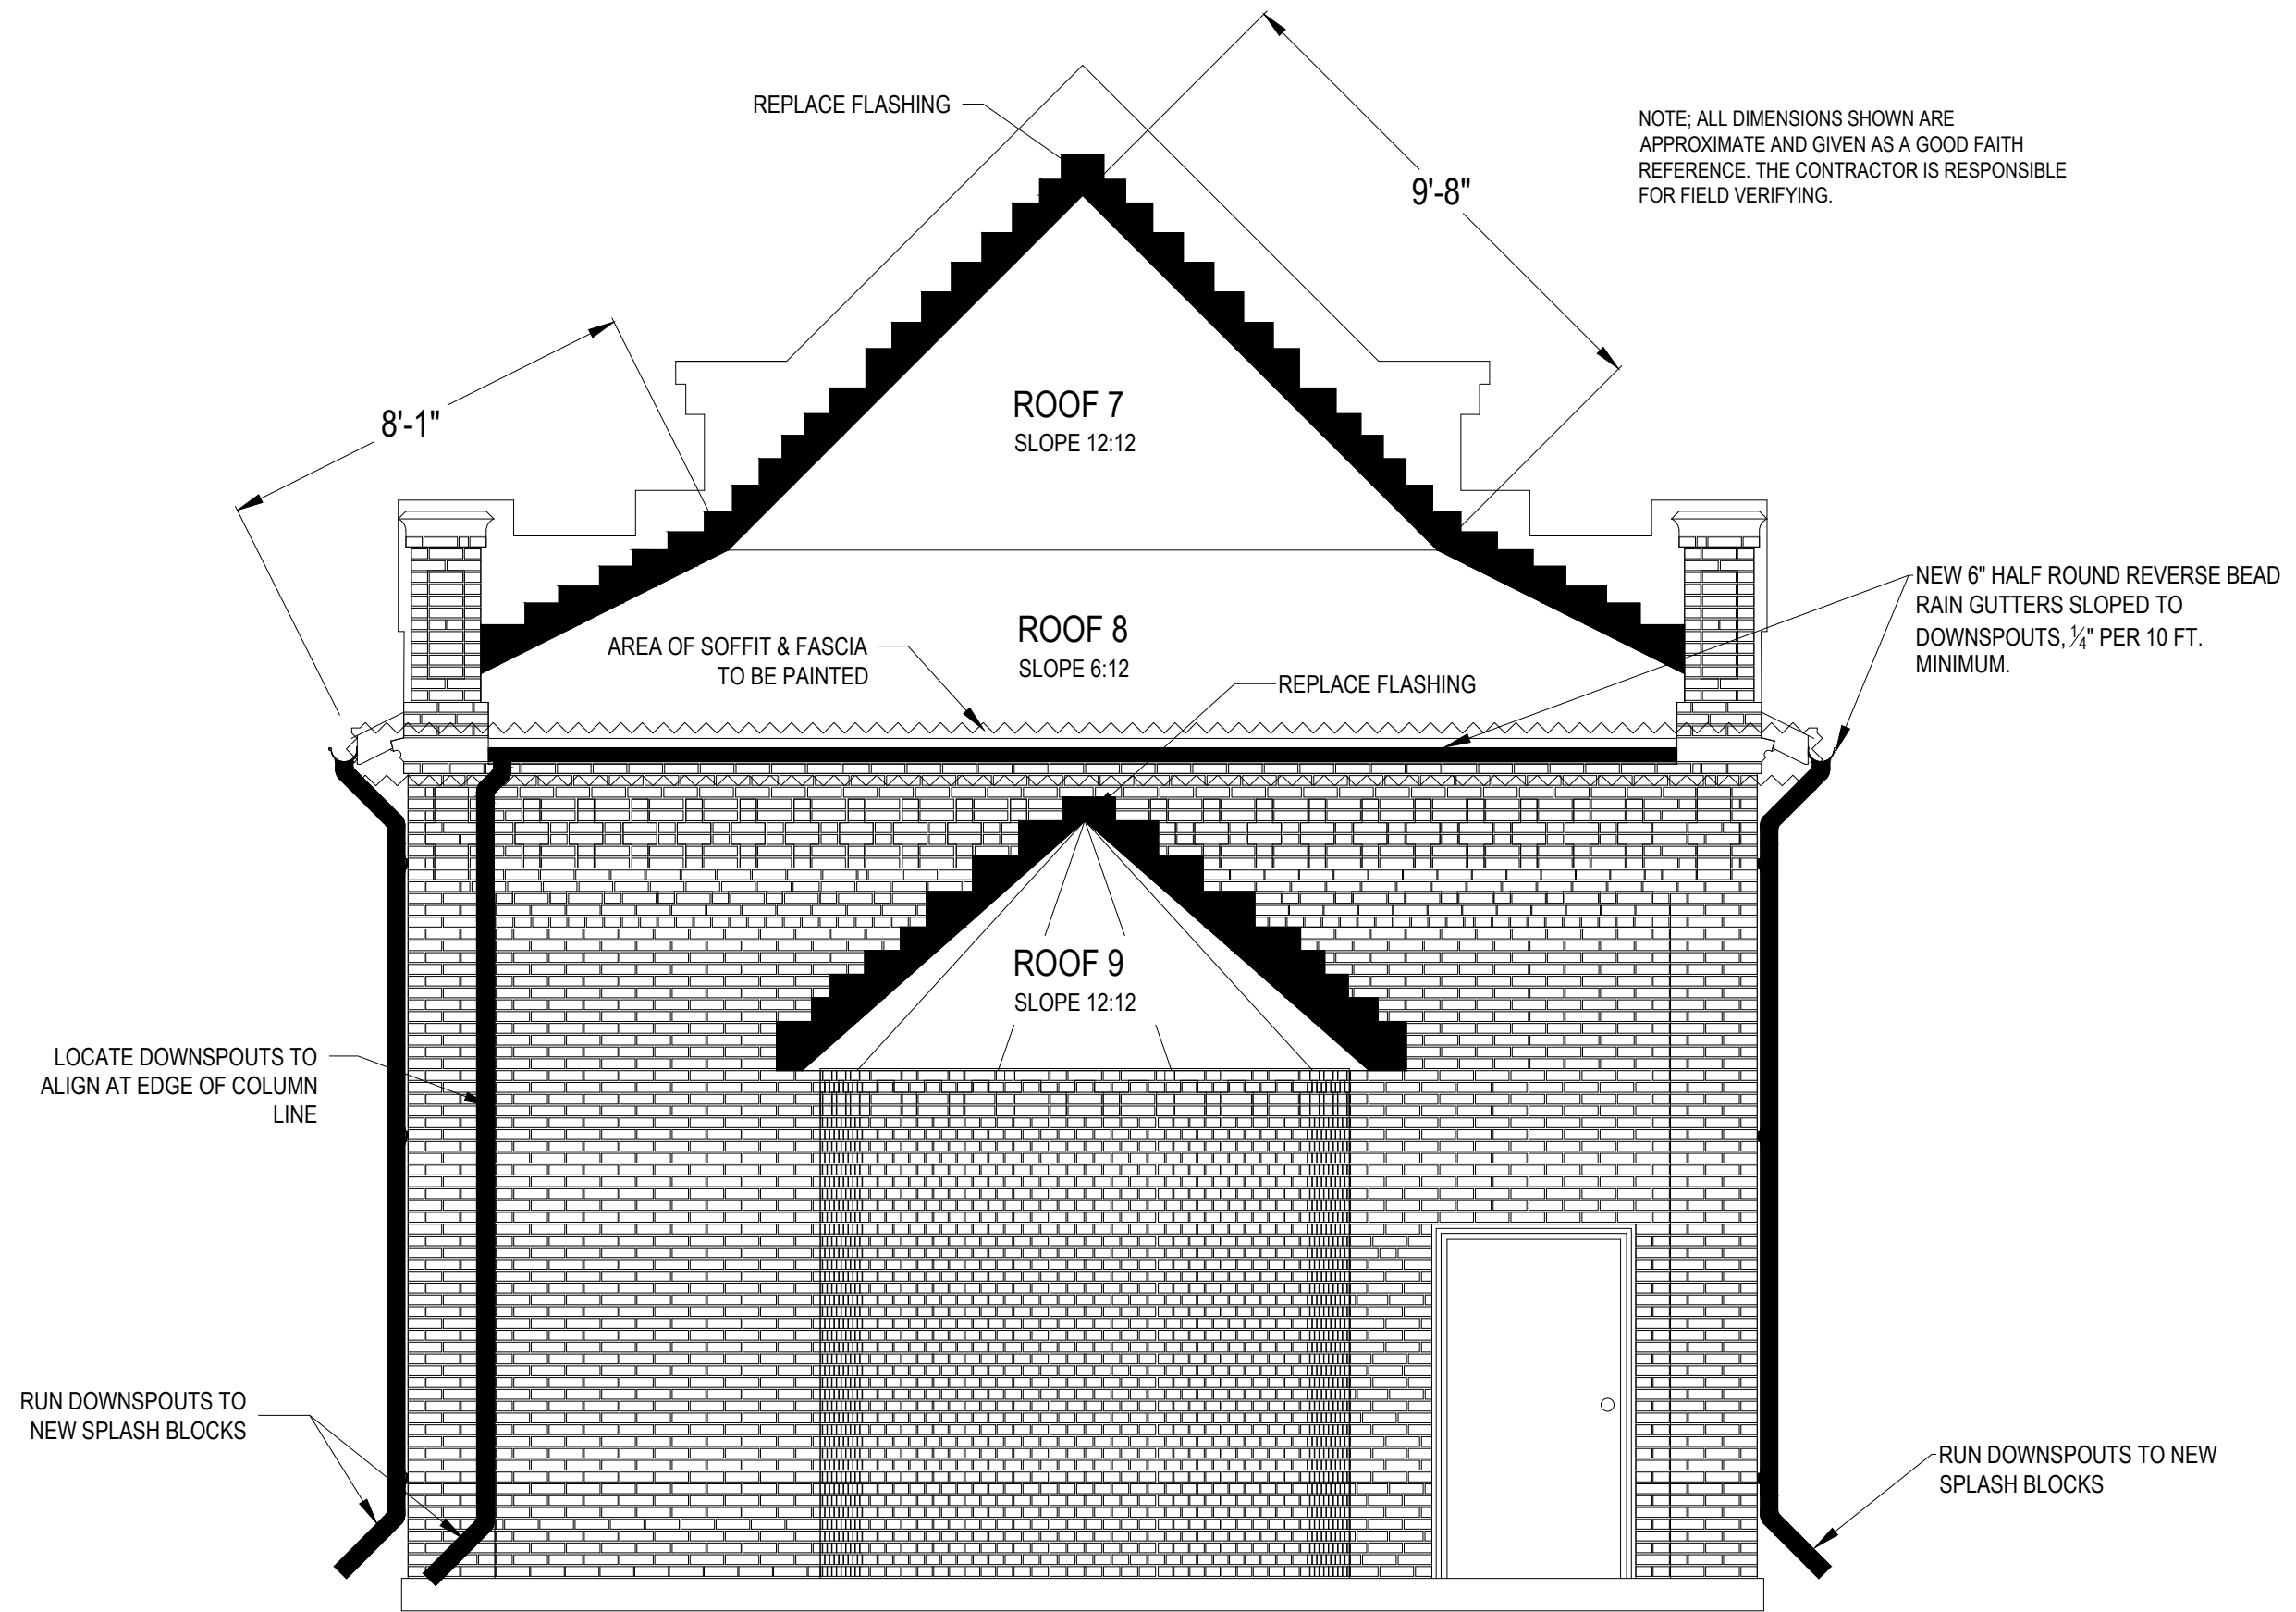 REPLACE FLASHING
NOTE; ALL DIMENSIONS SHOWN ARE
APPROXIMATE AND GIVEN AS A GOOD FAITH
REFERENCE. THE CONTRACTOR IS RESPONSIBLE
FOR FIELD VERIFYING.
9'-8"
8'-1"
ROOF 7
SLOPE 12:12
NEW 6" HALF ROUND REVERSE BEAD
RAIN GUTTERS SLOPED TO
DOWNSPOUTS, 1/4" PER 10 FT.
MINIMUM.
ROOF 8
SLOPE 6:12
AREA OF SOFFIT & FASCIA
TO BE PAINTED
REPLACE FLASHING
ROOF 9
SLOPE 12:12
LOCATE DOWNSPOUTS TO
ALIGN AT EDGE OF COLUMN
LINE
RUN DOWNSPOUTS TO
NEW SPLASH BLOCKS
RUN DOWNSPOUTS TO NEW
SPLASH BLOCKS